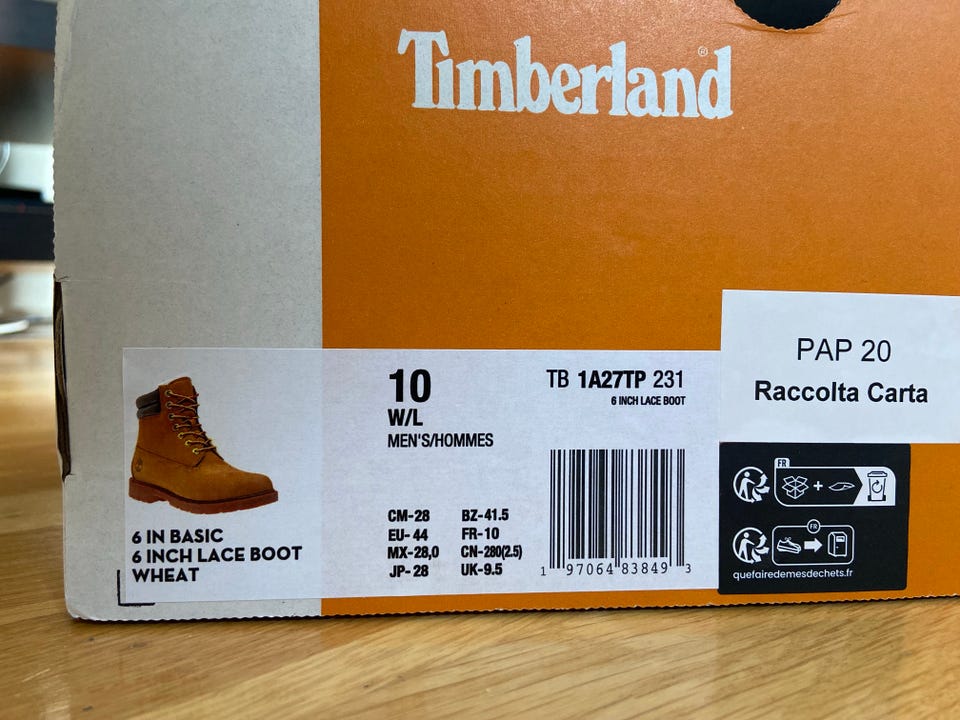 Timberland®
PAP 20
Raccolta Carta
10
W/L
MEN'S/HOMMES
TB 1A27TP 231
6 INCH LACE BOOT
CM-28 BZ-41.5
EU- 44 FR-10
MX-28,0 CN-280(2.5)
JP- 28 UK-9.5
1 97064 83849 3
6 IN BASIC
6 INCH LACE BOOT
WHEAT
FR
+
FR
quefairedemesdechets.fr